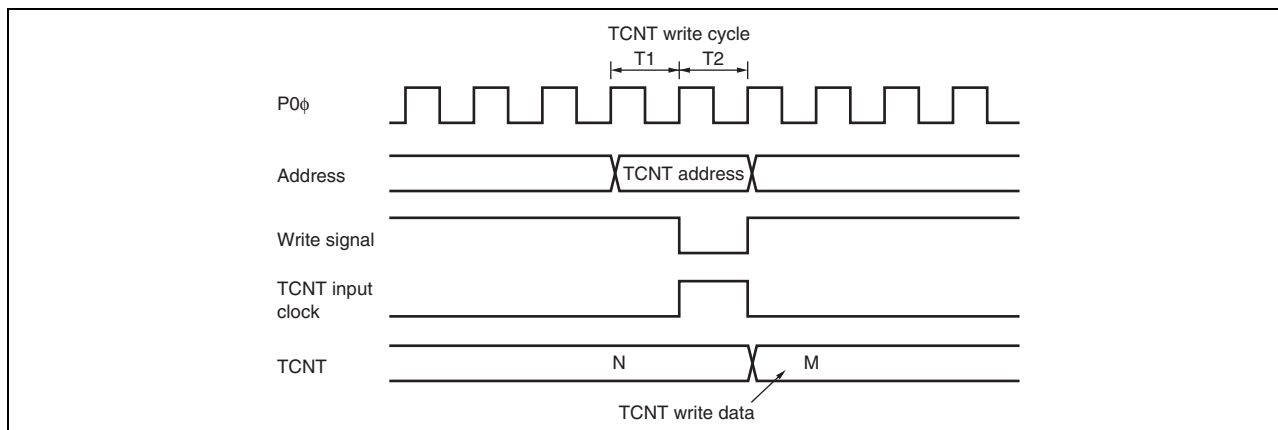 TCNT write cycle
T1 T2
P0ϕ
Address TCNT address
Write signal
TCNT input
clock
TCNT N M
TCNT write data